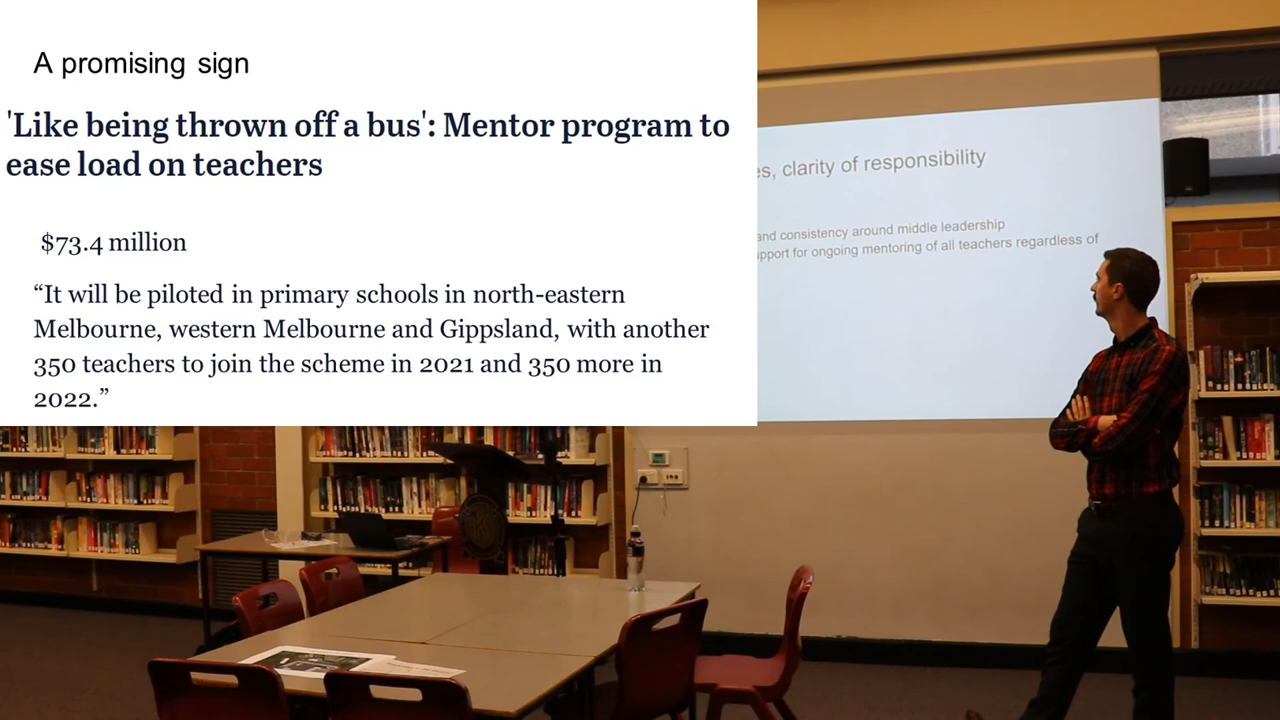 A promising sign
'Like being thrown off a bus': Mentor program to
ease load on teachers
$73.4 million
“It will be piloted in primary schools in north-eastern
Melbourne, western Melbourne and Gippsland, with another
350 teachers to join the scheme in 2021 and 350 more in
2022.”
clarity of responsibility
and consistency around middle leadership
for ongoing mentoring of all teachers regardless of